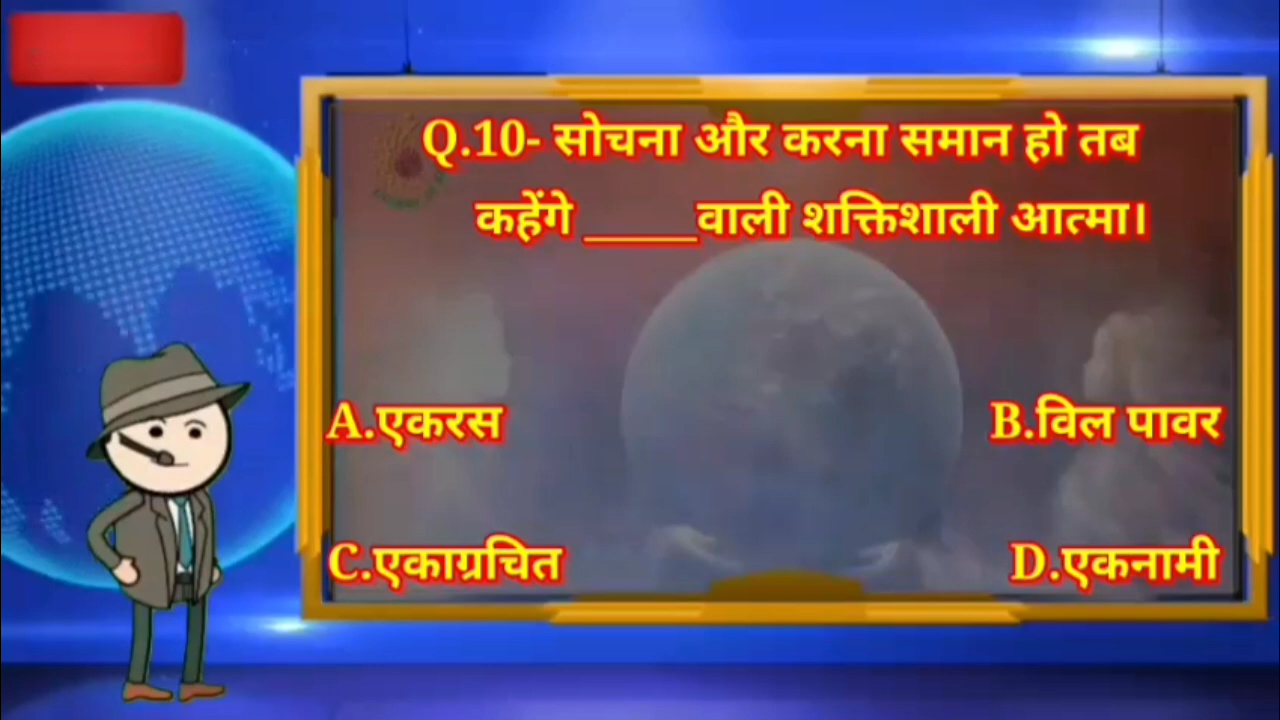 Q.10- सोचना और करना समान हो तब
कहेंगे _____वाली शक्तिशाली आत्मा।
A.एकरस
B.विल पावर
C.एकाग्रचित
D.एकनामी